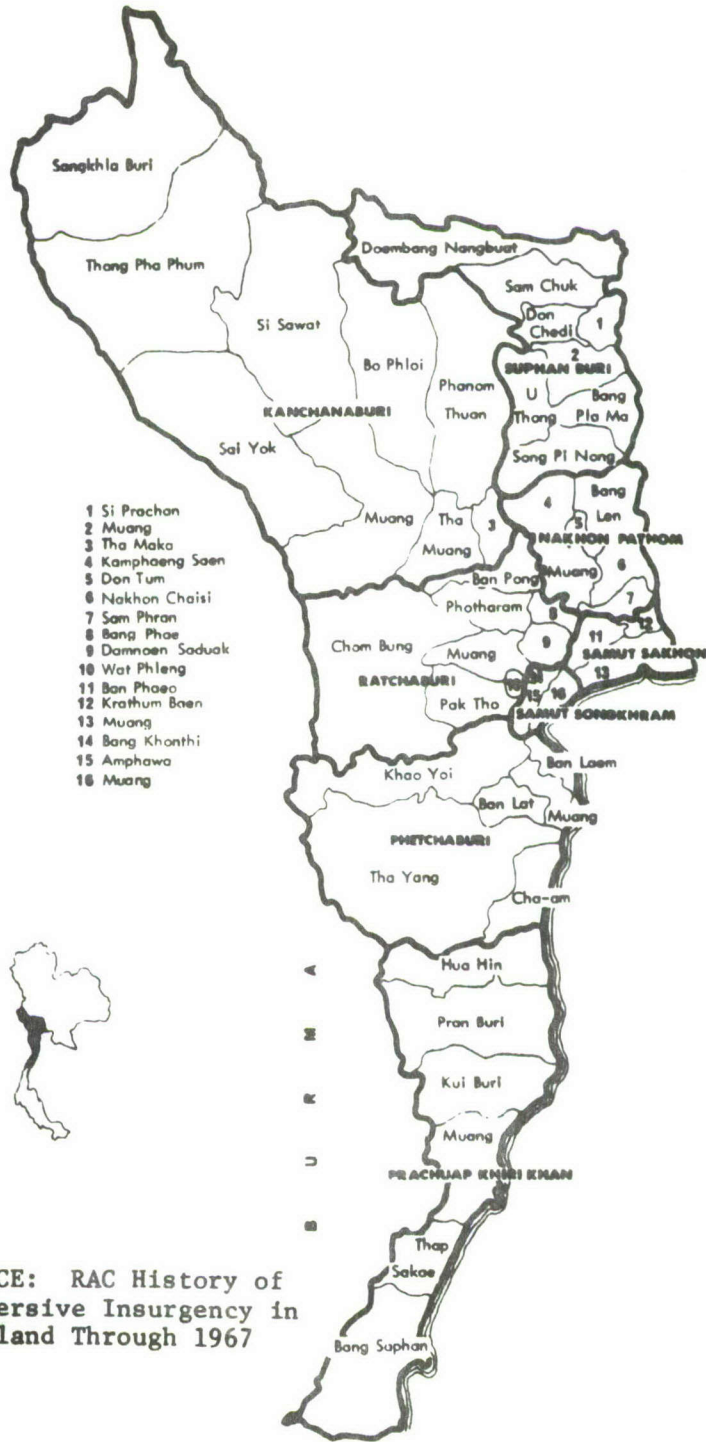 Sangkhla Buri
Thong Pha Phum
Doembang Nangbuat
Sam Chuk
Don
Chedi
1
Si Sawat
2
SUPHAN BURI
Bo Phloi
Phanom
Thuan
U
Thong
Bang
Pla Ma
KANCHANABURI
Sai Yok
Song Pi Nong
Bang
Len
4
5
NAKHON PATHOM
Muang
Tha
Muang
3
Muang
6
7
1 Si Prachan
2 Muang
3 Tha Maka
4 Kamphaeng Saen
5 Don Tum
6 Nakhon Chaisi
7 Sam Phran
8 Bang Phae
9 Damnoen Saduak
10 Wat Phleng
11 Ban Phaeo
12 Krathum Baen
13 Muang
14 Bang Khonthi
15 Amphawa
16 Muang
Ban Pong
Photharam
8
Chom Bung
Muang
9
11
12
SAMUT SAKHON
13
RATCHABURI
10
15
16
Pak Tho
SAMUT SONGKHRAM
Khao Yoi
Ban Laem
Ban Lat
Muang
PHETCHABURI
Tha Yang
Cha-am
BURMA
Hua Hin
Pran Buri
Kui Buri
Muang
PRACHUAP KHIRI KHAN
Thap
Sakae
Bang Suphan
CE: RAC History of
ersive Insurgency in
land Through 1967